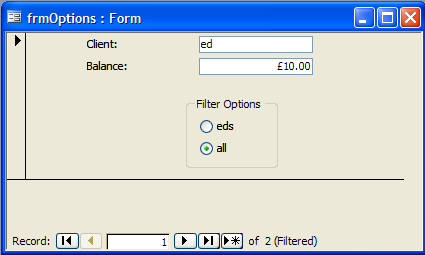 frmOptions : Form
Client: ed
Balance: £10.00
Filter Options
eds
all
Record: 1 of 2 (Filtered)